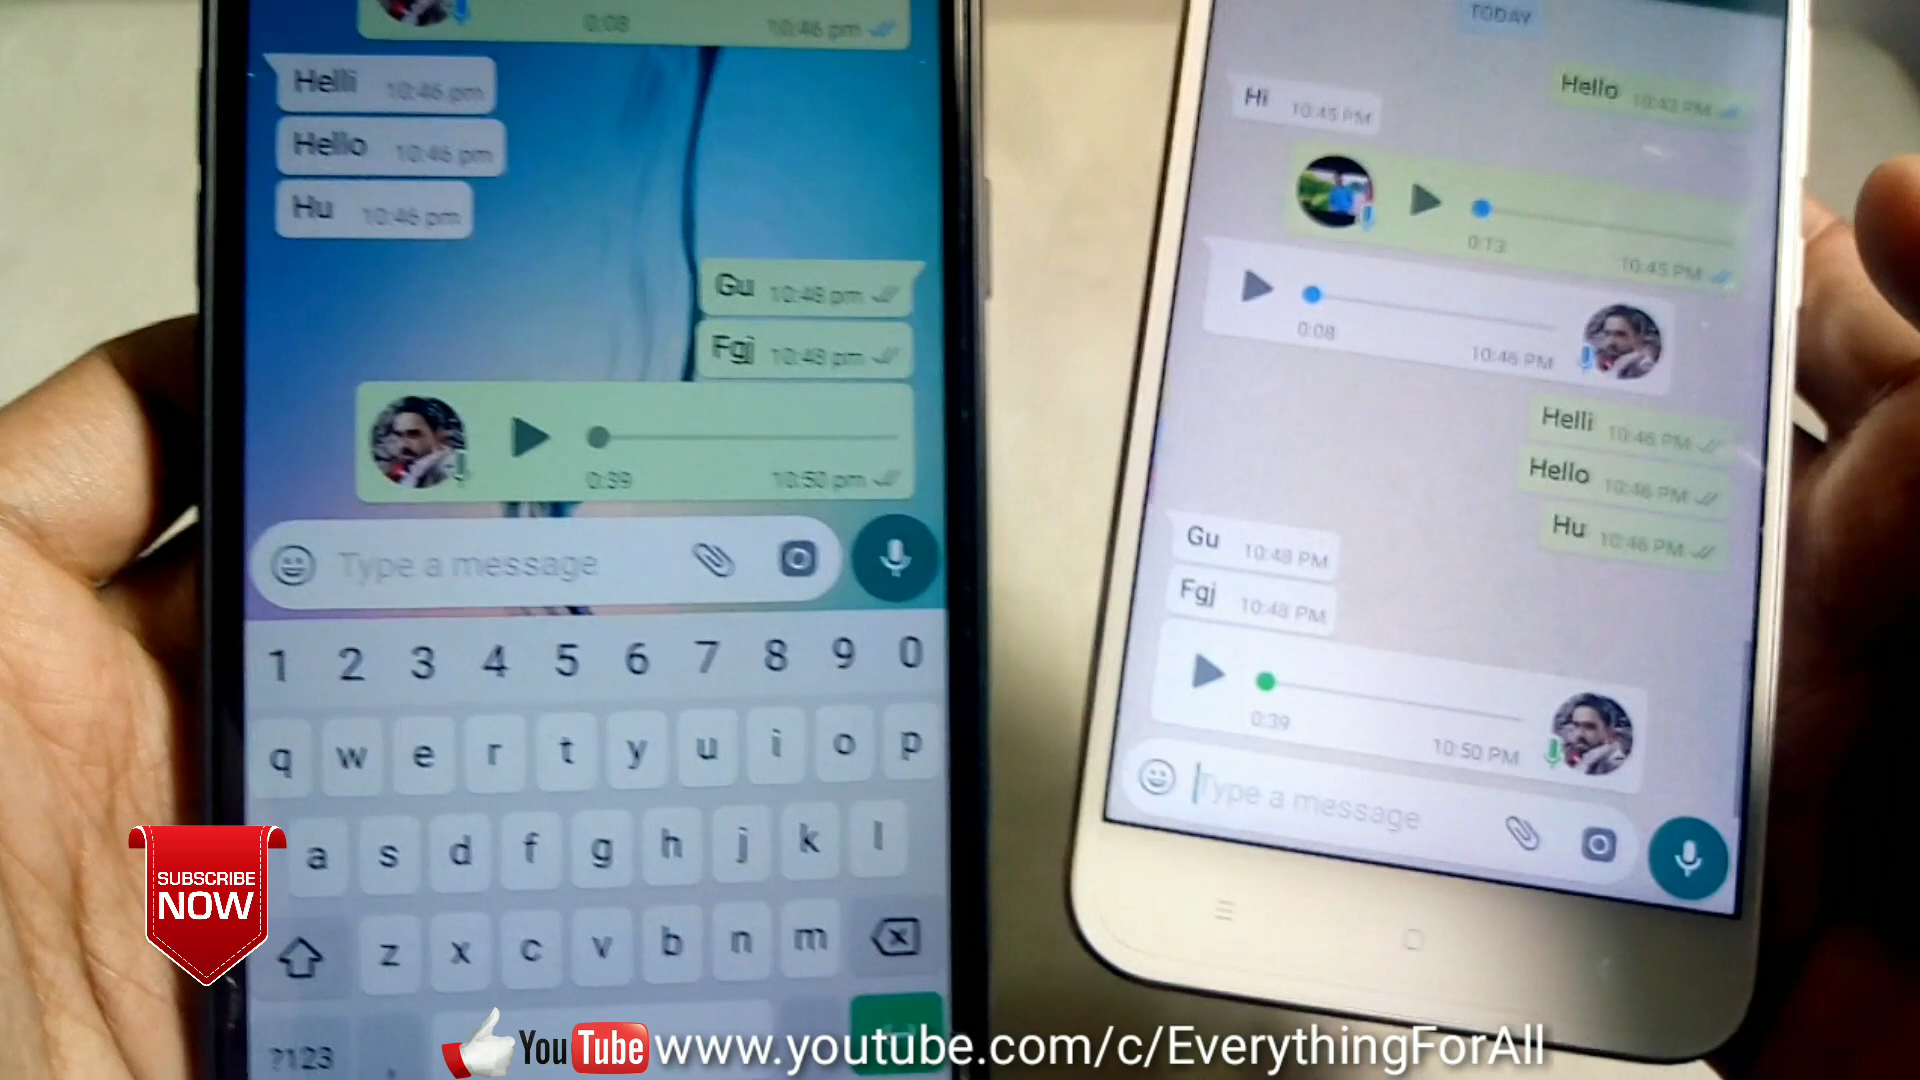 0:08 10:46 pm
Helli 10:46 pm
Hello 10:46 pm
Hu 10:46 pm
Gu 10:48 pm
Fgj 10:48 pm
0:39 10:50 pm
Type a message
1 2 3 4 5 6 7 8 9 0
q w e r t y u i o p
a s d f g h j k l
z x c v b n m
?123 ,
TODAY
Hello 10:43 PM
Hi 10:45 PM
0:13 10:45 PM
0:08 10:46 PM
Helli 10:46 PM
Hello 10:46 PM
Hu 10:46 PM
Gu 10:48 PM
Fgj 10:48 PM
0:39 10:50 PM
Type a message
SUBSCRIBE
NOW
YouTube www.youtube.com/c/EverythingForAll